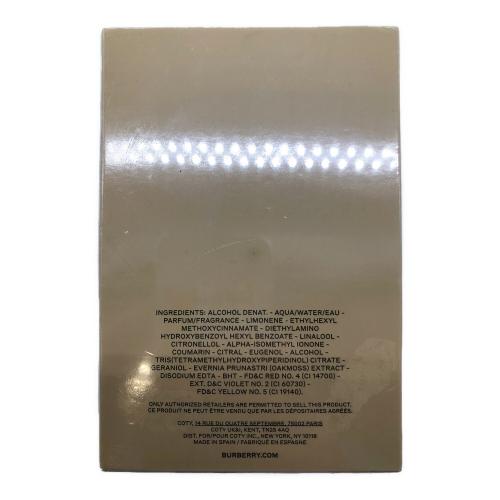 INGREDIENTS: ALCOHOL DENAT. - AQUA/WATER/EAU -
PARFUM/FRAGRANCE - LIMONENE - ETHYLHEXYL
METHOXYCINNAMATE - DIETHYLAMINO
HYDROXYBENZOYL HEXYL BENZOATE - LINALOOL -
CITRONELLOL - ALPHA-ISOMETHYL IONONE -
COUMARIN - CITRAL - EUGENOL - ALCOHOL -
TRIS(TETRAMETHYLHYDROXYPIPERIDINOL) CITRATE -
GERANIOL - EVERNIA PRUNASTRI (OAKMOSS) EXTRACT -
DISODIUM EDTA - BHT - FD&C RED NO. 4 (CI 14700) -
EXT. D&C VIOLET NO. 2 (CI 60730) -
FD&C YELLOW NO. 5 (CI 19140).
ONLY AUTHORIZED RETAILERS ARE PERMITTED TO SELL THIS PRODUCT.
CE PRODUIT NE PEUT ÊTRE VENDU QUE PAR LES DÉPOSITAIRES AGRÉÉS.
COTY, 14 RUE DU QUATRE SEPTEMBRE, 75002 PARIS
COTY UK&I, KENT, TN25 4AQ
DIST. FOR/POUR COTY INC., NEW YORK, NY 10118
MADE IN SPAIN / FABRIQUÉ EN ESPAGNE
BURBERRY.COM